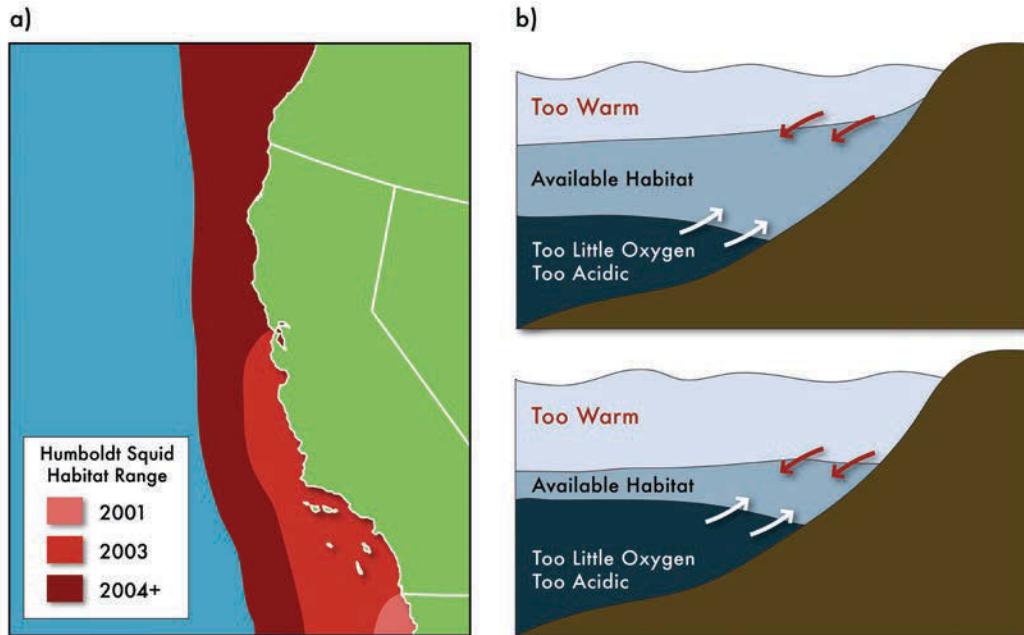 a)
Humboldt Squid
Habitat Range
2001
2003
2004+
b)
Too Warm
Available Habitat
Too Little Oxygen
Too Acidic
Too Warm
Available Habitat
Too Little Oxygen
Too Acidic